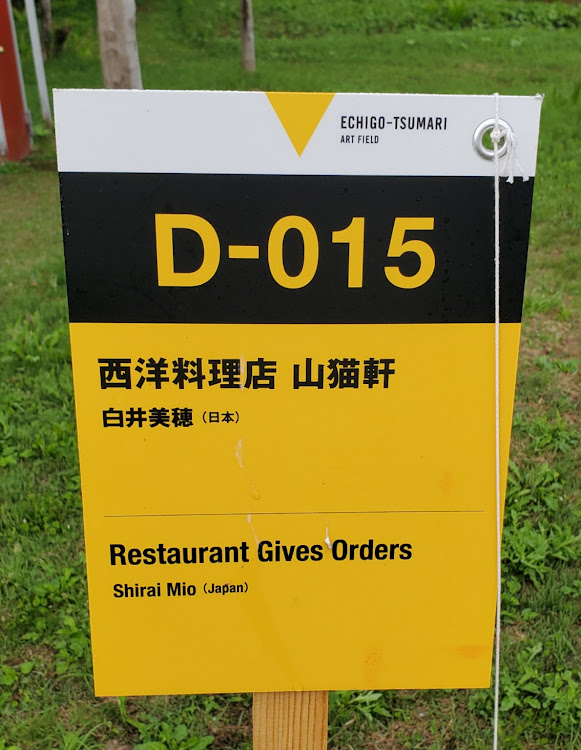 ECHIGO-TSUMARI
ART FIELD
D-015
西洋料理店 山猫軒
白井美穂（日本）
Restaurant Gives Orders
Shirai Mio（Japan）